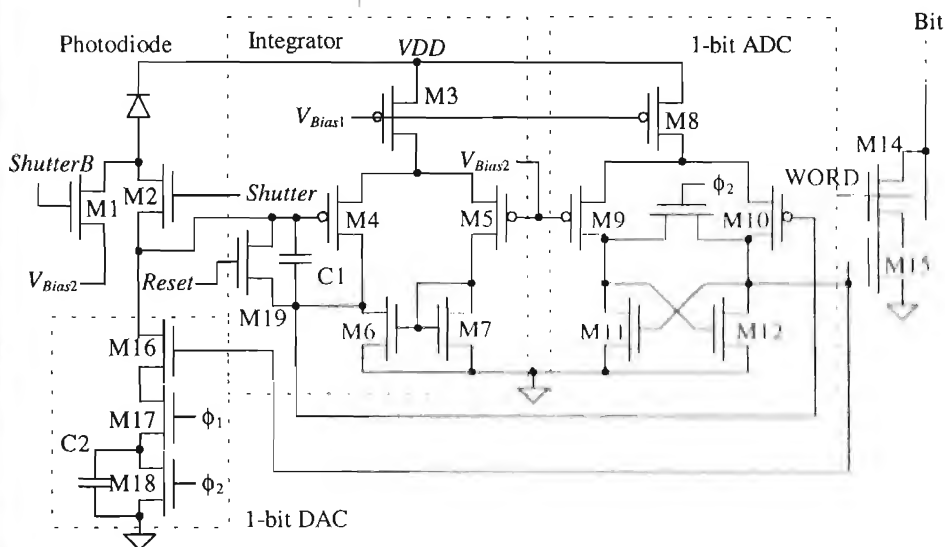 Bit
Photodiode
Integrator
VDD
1-bit ADC
M3
V_Bias1
M8
M14
ShutterB
V_Bias2
M1
M2
Shutter
M4
M5
M9
ϕ2
M10
WORD
V_Bias2
Reset
C1
M15
M19
M6
M7
M11
M12
M16
M17
ϕ1
C2
M18
ϕ2
1-bit DAC